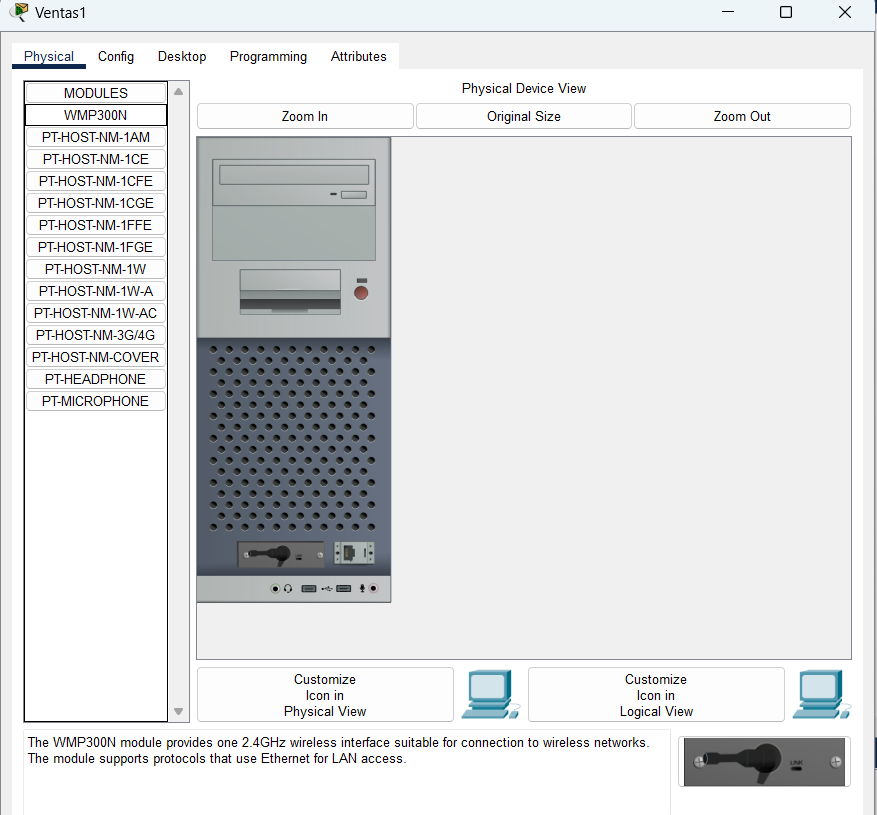 Ventas1
Physical Config Desktop Programming Attributes
MODULES
WMP300N
PT-HOST-NM-1AM
PT-HOST-NM-1CE
PT-HOST-NM-1CFE
PT-HOST-NM-1CGE
PT-HOST-NM-1FFE
PT-HOST-NM-1FGE
PT-HOST-NM-1W
PT-HOST-NM-1W-A
PT-HOST-NM-1W-AC
PT-HOST-NM-3G/4G
PT-HOST-NM-COVER
PT-HEADPHONE
PT-MICROPHONE
Physical Device View
Zoom In Original Size Zoom Out
Customize
Icon in
Physical View
Customize
Icon in
Logical View
The WMP300N module provides one 2.4GHz wireless interface suitable for connection to wireless networks.
The module supports protocols that use Ethernet for LAN access.
LINK